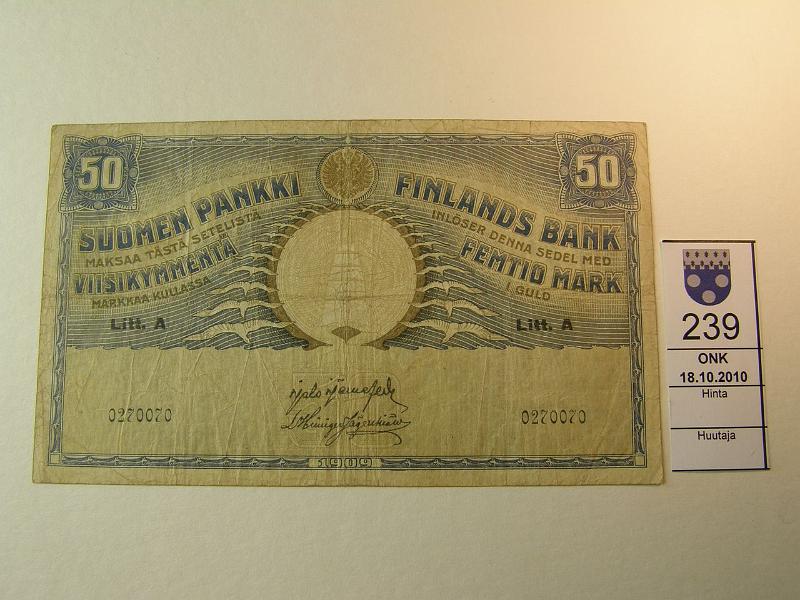 50
50
SUOMEN PANKKI
MAKSAA TÄSTÄ SETELISTÄ
VIISIKYMMENTÄ
MARKKAA KULLASSA
Litt. A
FINLANDS BANK
INLÖSER DENNA SEDEL MED
FEMTIO MARK
I GULD
Litt. A
0270070
0270070
1909
239
ONK
18.10.2010
Hinta
Huutaja